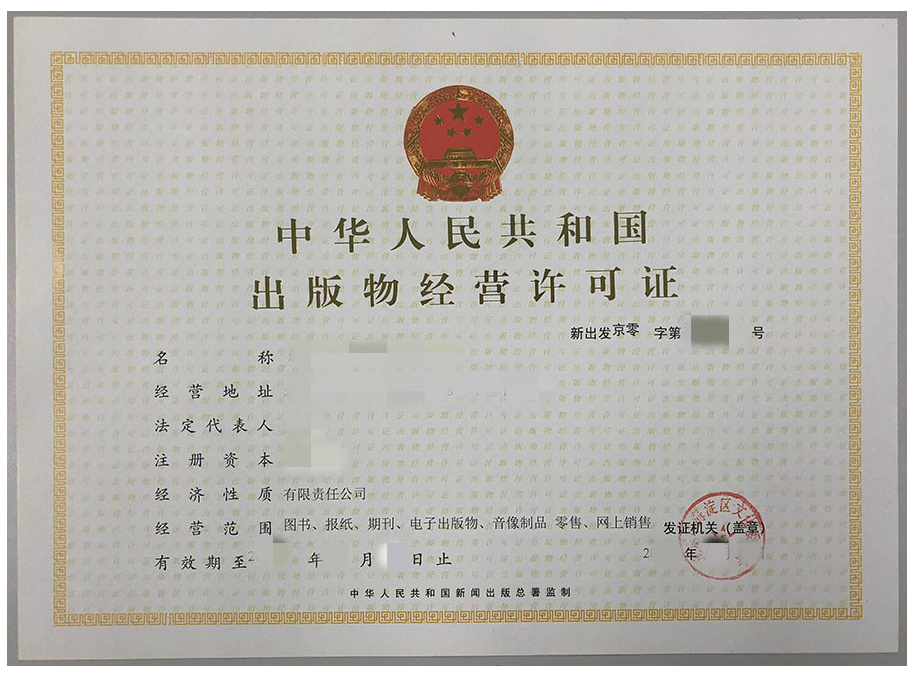 中华人民共和国
出版物经营许可证
新出发京零 字第 号
名 称
经营地址
法定代表人
注册资本
经济性质 有限责任公司
经营范围 图书、报纸、期刊、电子出版物、音像制品 零售、网上销售
发证机关(盖章)
有效期至2 年 月 日止
2 年
中华人民共和国新闻出版总署监制